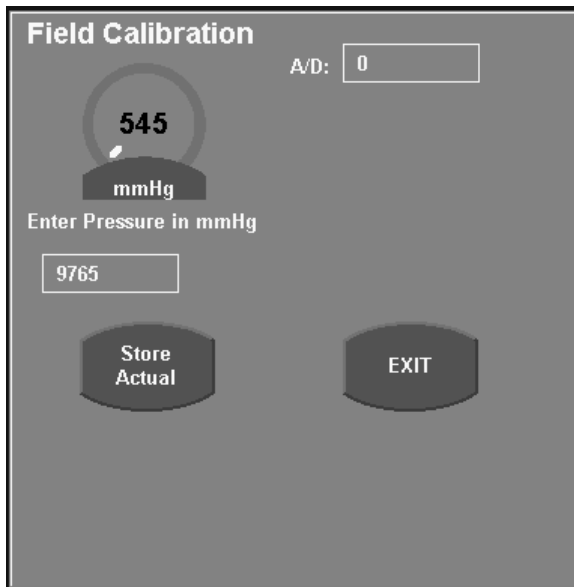 Field Calibration
A/D: 0
545
mmHg
Enter Pressure in mmHg
9765
Store
Actual
EXIT